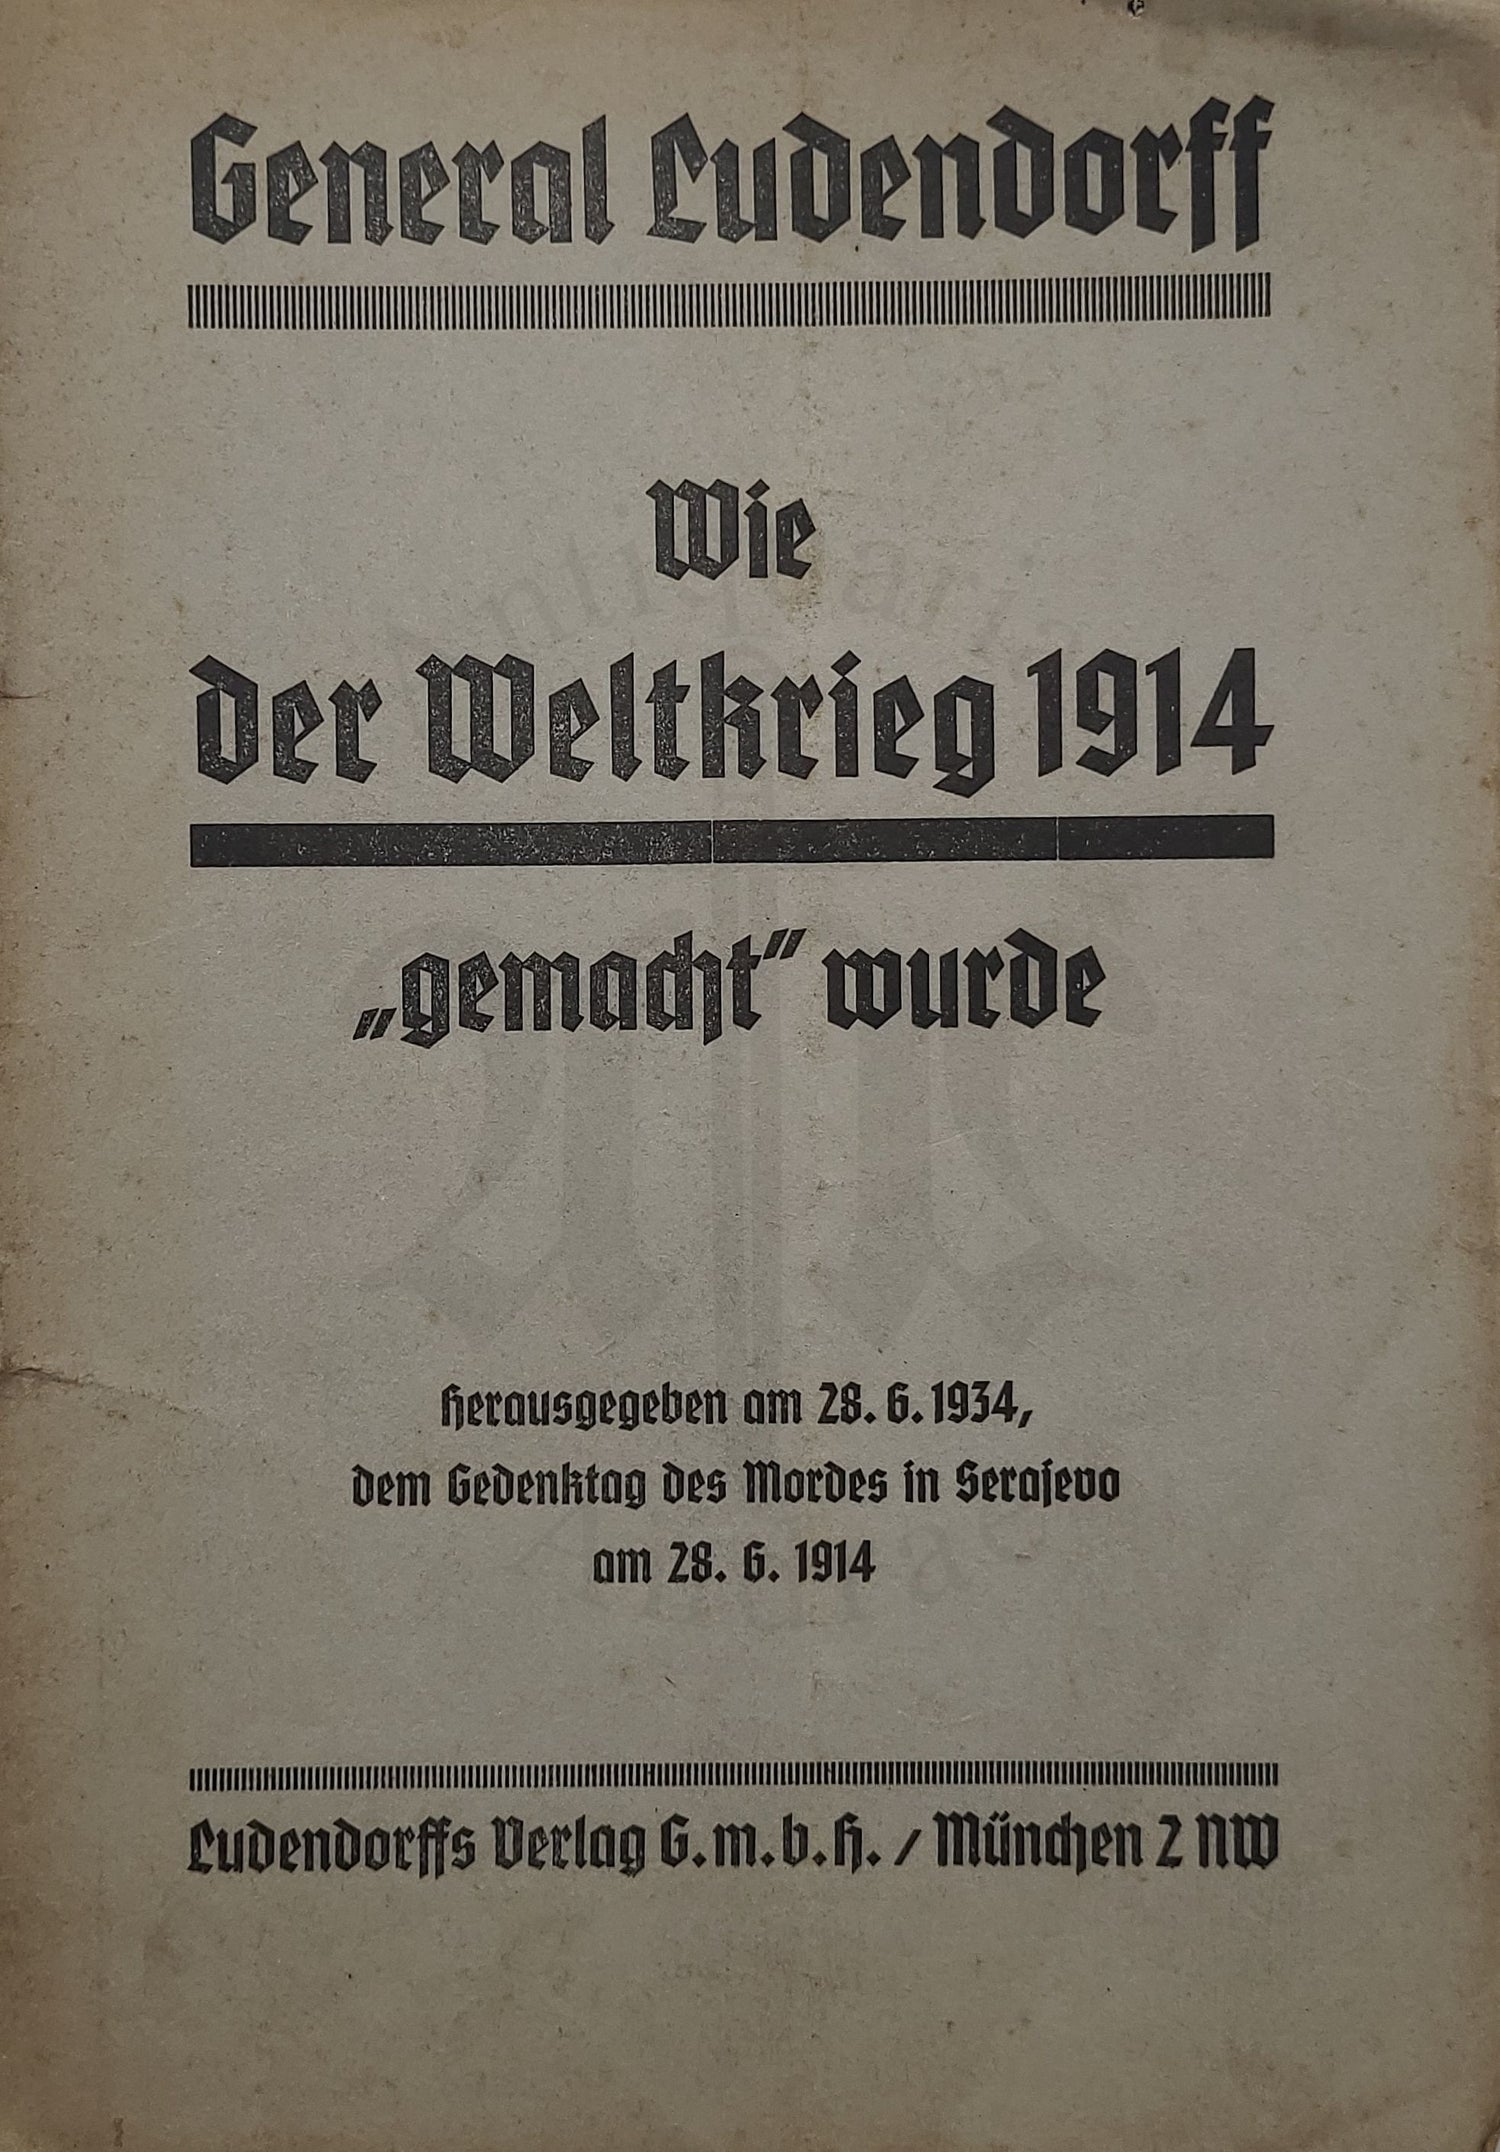 General Ludendorff
Wie
der Weltkrieg 1914
„gemacht“ wurde
Herausgegeben am 28. 6. 1934,
dem Gedenktag des Mordes in Serajevo
am 28. 6. 1914
Ludendorffs Verlag G.m.b.H. / München 2 NW